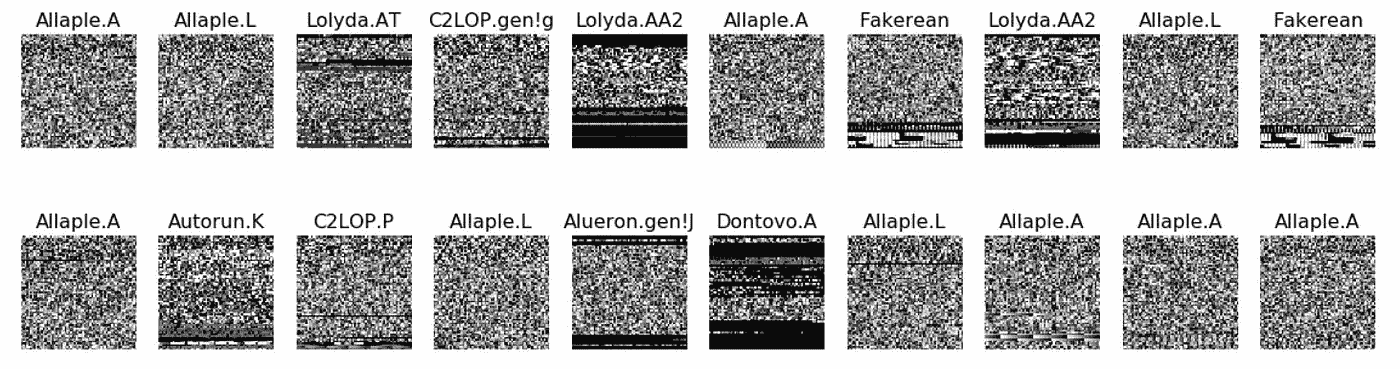 Allaple.A Allaple.L Lolyda.AT C2LOP.gen!g Lolyda.AA2 Allaple.A Fakerean Lolyda.AA2 Allaple.L Fakerean
Allaple.A Autorun.K C2LOP.P Allaple.L Alueron.gen!J Dontovo.A Allaple.L Allaple.A Allaple.A Allaple.A